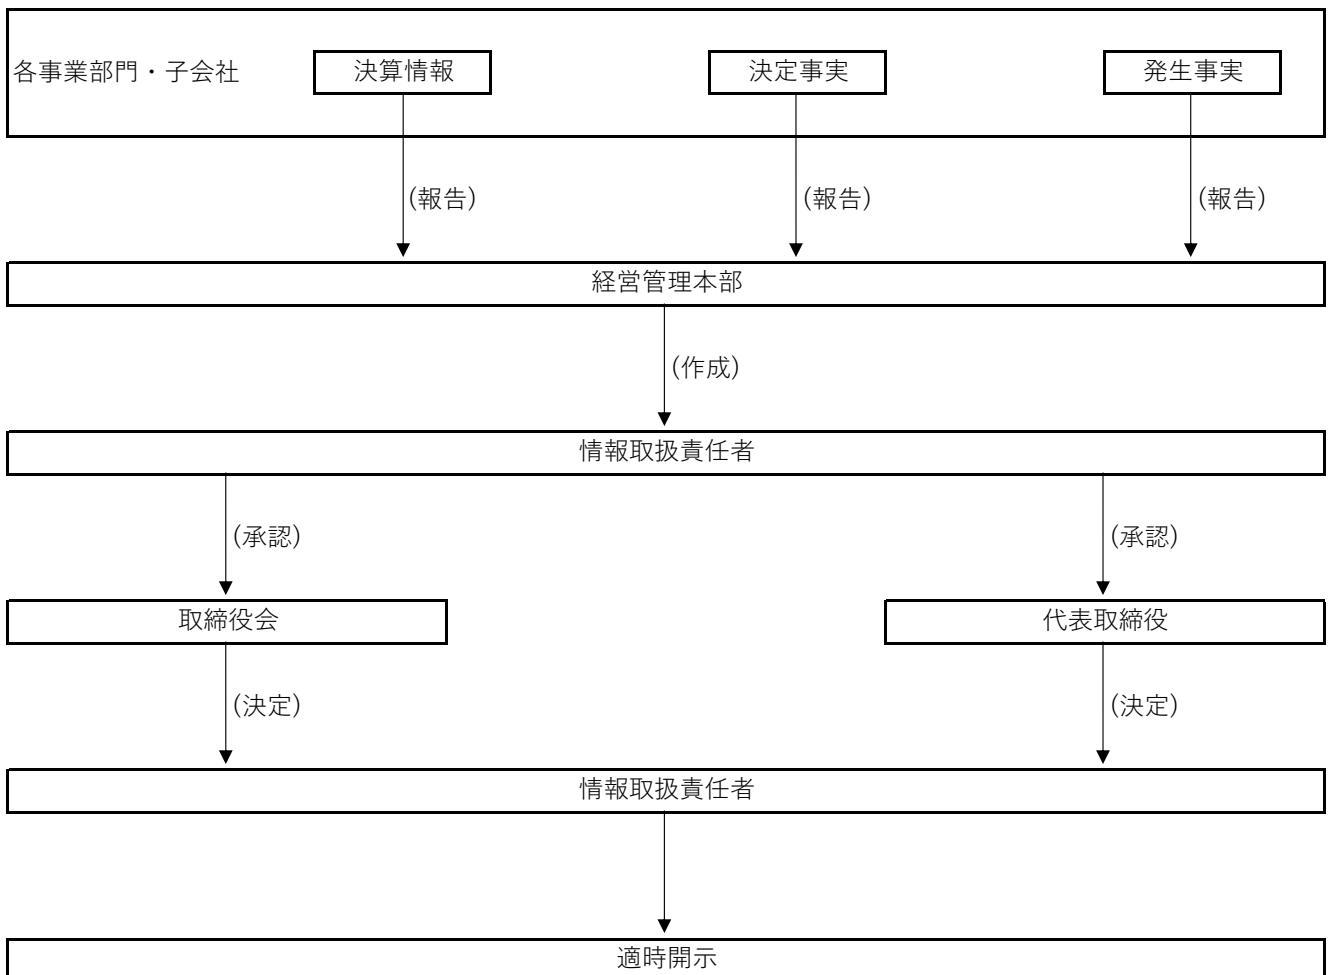 各事業部門・子会社
決算情報
決定事実
発生事実
(報告)
(報告)
(報告)
経営管理本部
(作成)
情報取扱責任者
(承認)
(承認)
取締役会
代表取締役
(決定)
(決定)
情報取扱責任者
適時開示